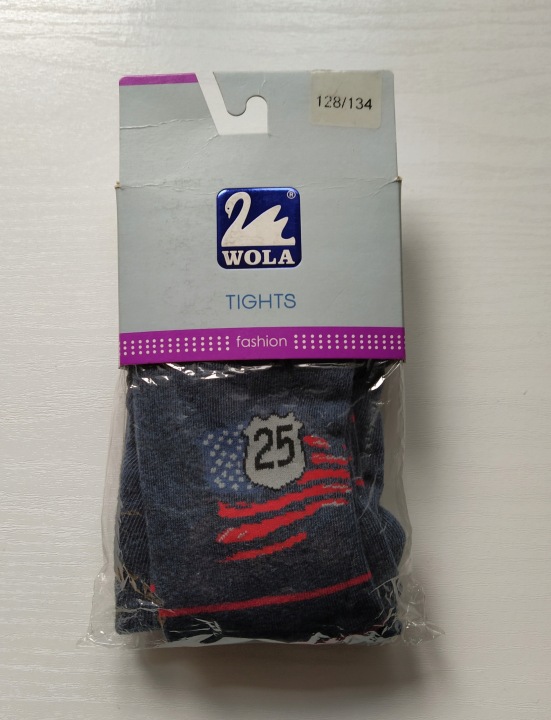 128/134
®
WOLA
TIGHTS
fashion
25